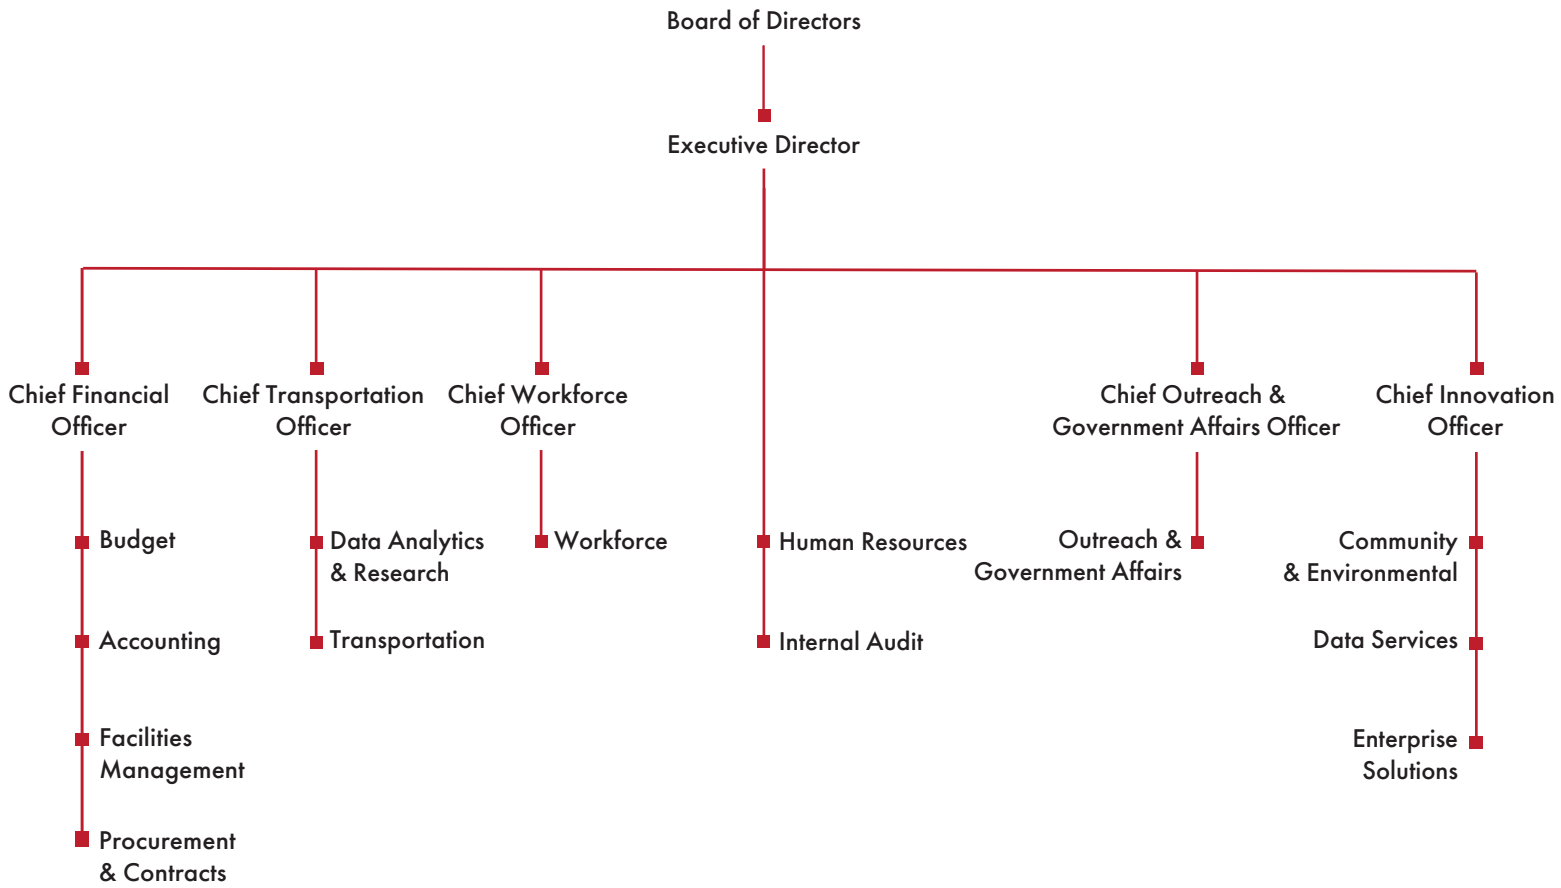 Board of Directors
Executive Director
Chief Financial
Officer
Chief Transportation
Officer
Chief Workforce
Officer
Chief Outreach &
Government Affairs Officer
Chief Innovation
Officer
Budget
Accounting
Facilities
Management
Procurement
& Contracts
Data Analytics
& Research
Transportation
Workforce
Human Resources
Internal Audit
Outreach &
Government Affairs
Community
& Environmental
Data Services
Enterprise
Solutions